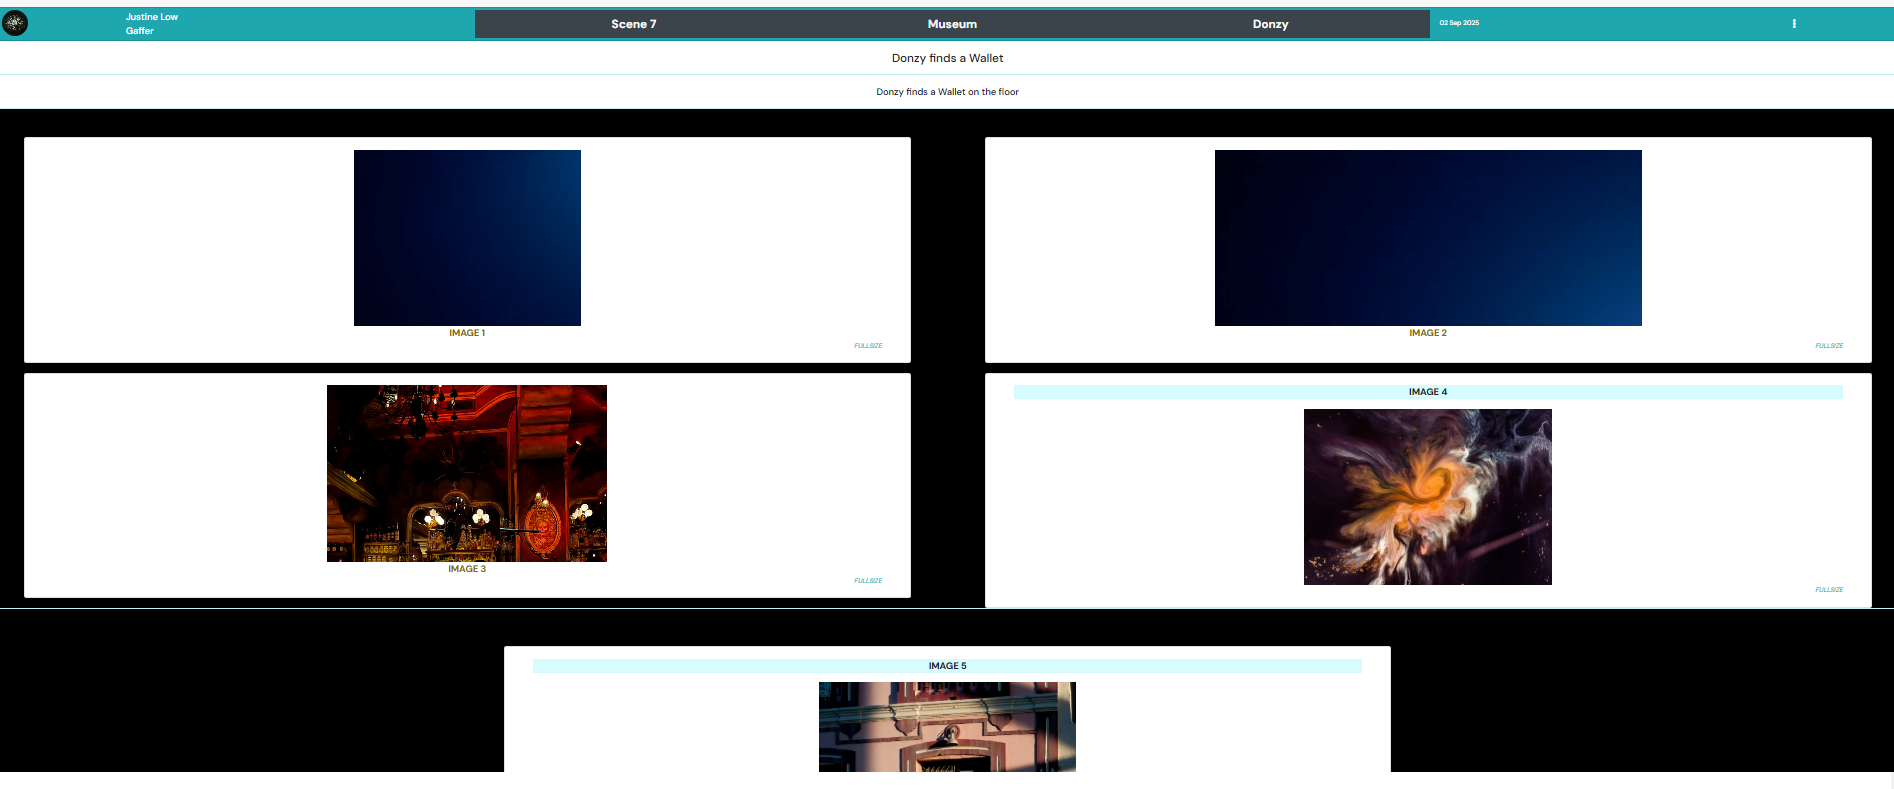 Justine Low
Gaffer
Scene 7 Museum Donzy
02 Sep 2025
Donzy finds a Wallet
Donzy finds a Wallet on the floor
IMAGE 1
FULLSIZE
IMAGE 2
FULLSIZE
IMAGE 3
FULLSIZE
IMAGE 4
FULLSIZE
IMAGE 5